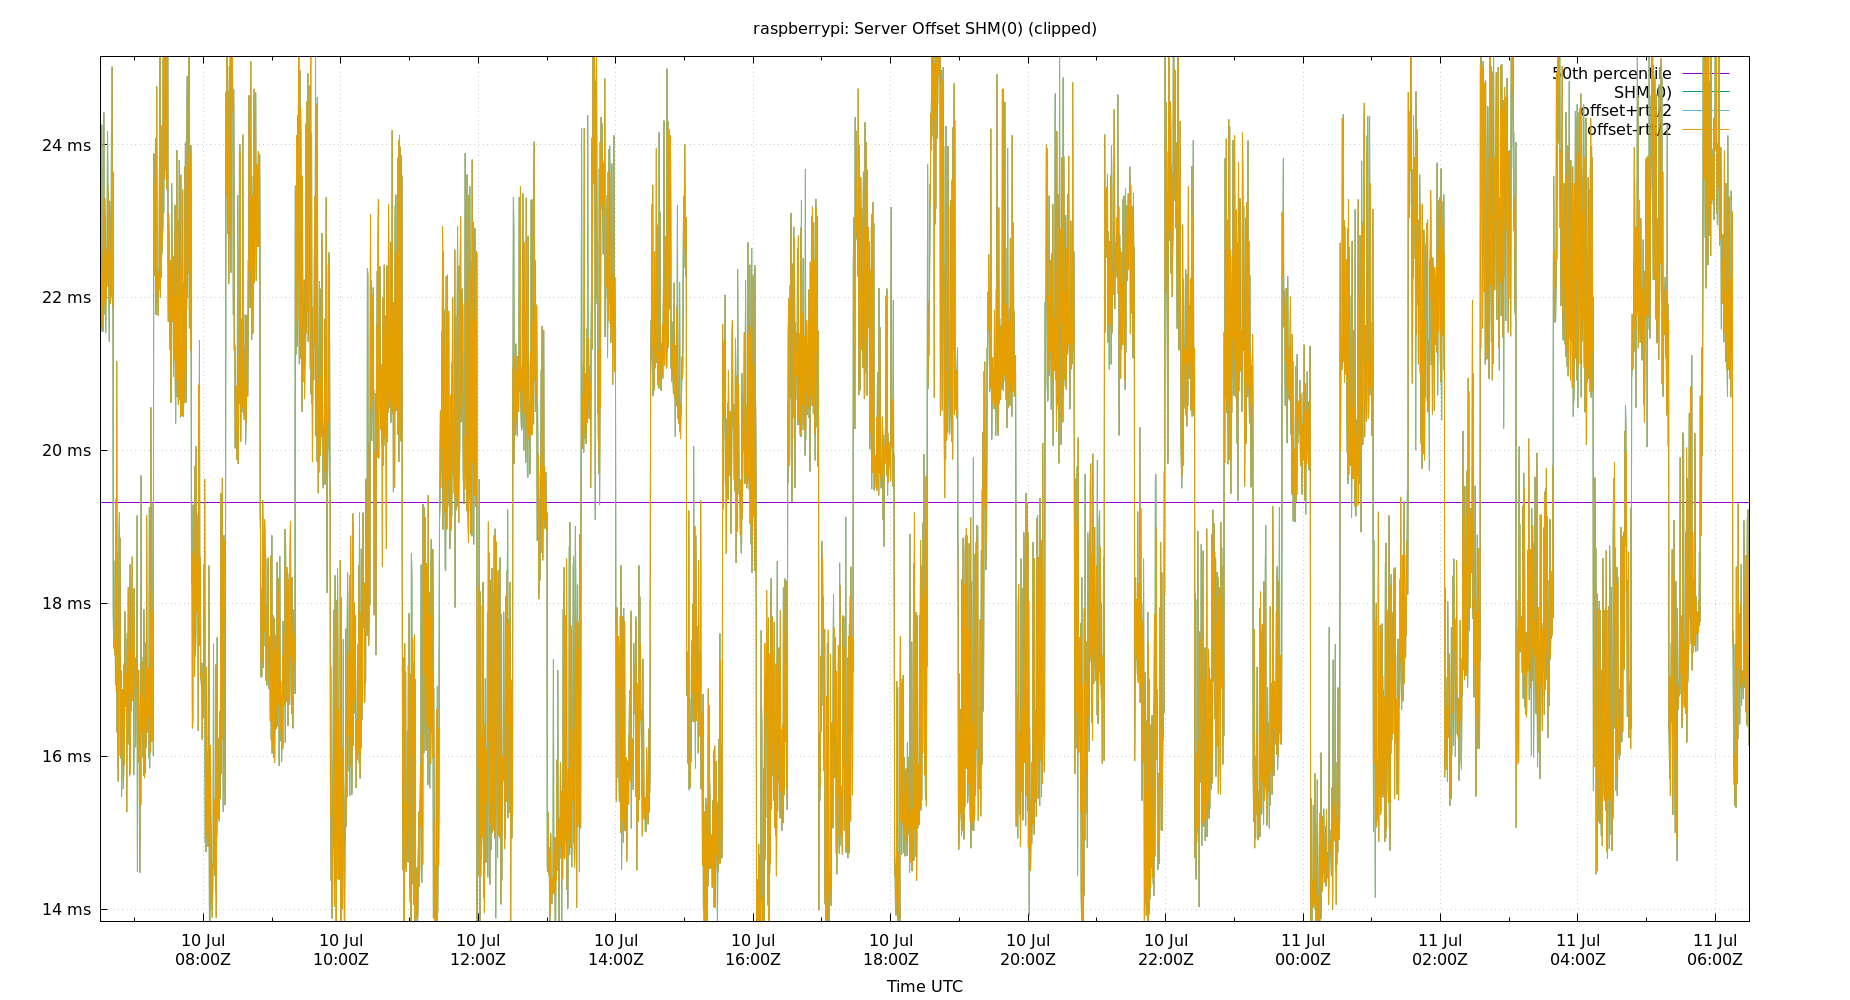 raspberrypi: Server Offset SHM(0) (clipped)
50th percentile
SHM(0)
offset+rtt/2
offset-rtt/2
24 ms
22 ms
20 ms
18 ms
16 ms
14 ms
10 Jul 10 Jul 10 Jul 10 Jul 10 Jul 10 Jul 10 Jul 10 Jul 11 Jul 11 Jul 11 Jul 11 Jul
08:00Z 10:00Z 12:00Z 14:00Z 16:00Z 18:00Z 20:00Z 22:00Z 00:00Z 02:00Z 04:00Z 06:00Z
Time UTC